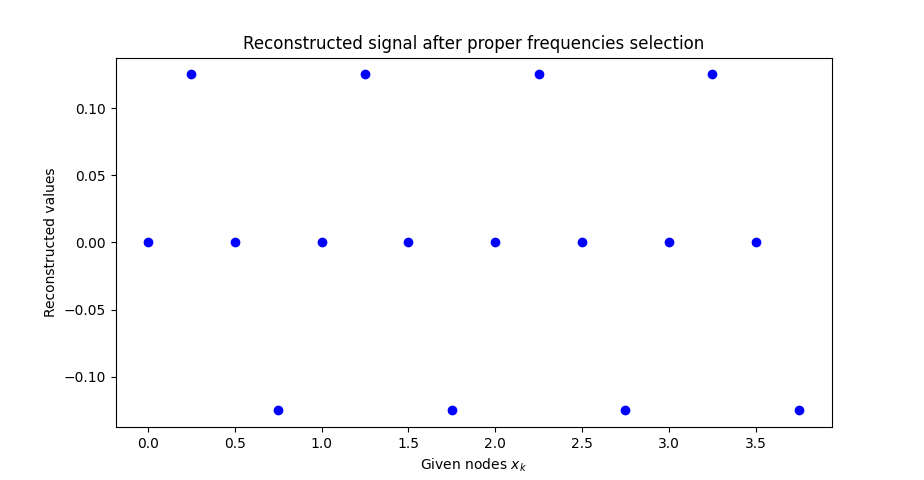 Reconstructed signal after proper frequencies selection
0.10
0.05
0.00
−0.05
−0.10
Reconstructed values
0.0 0.5 1.0 1.5 2.0 2.5 3.0 3.5
Given nodes $x_k$